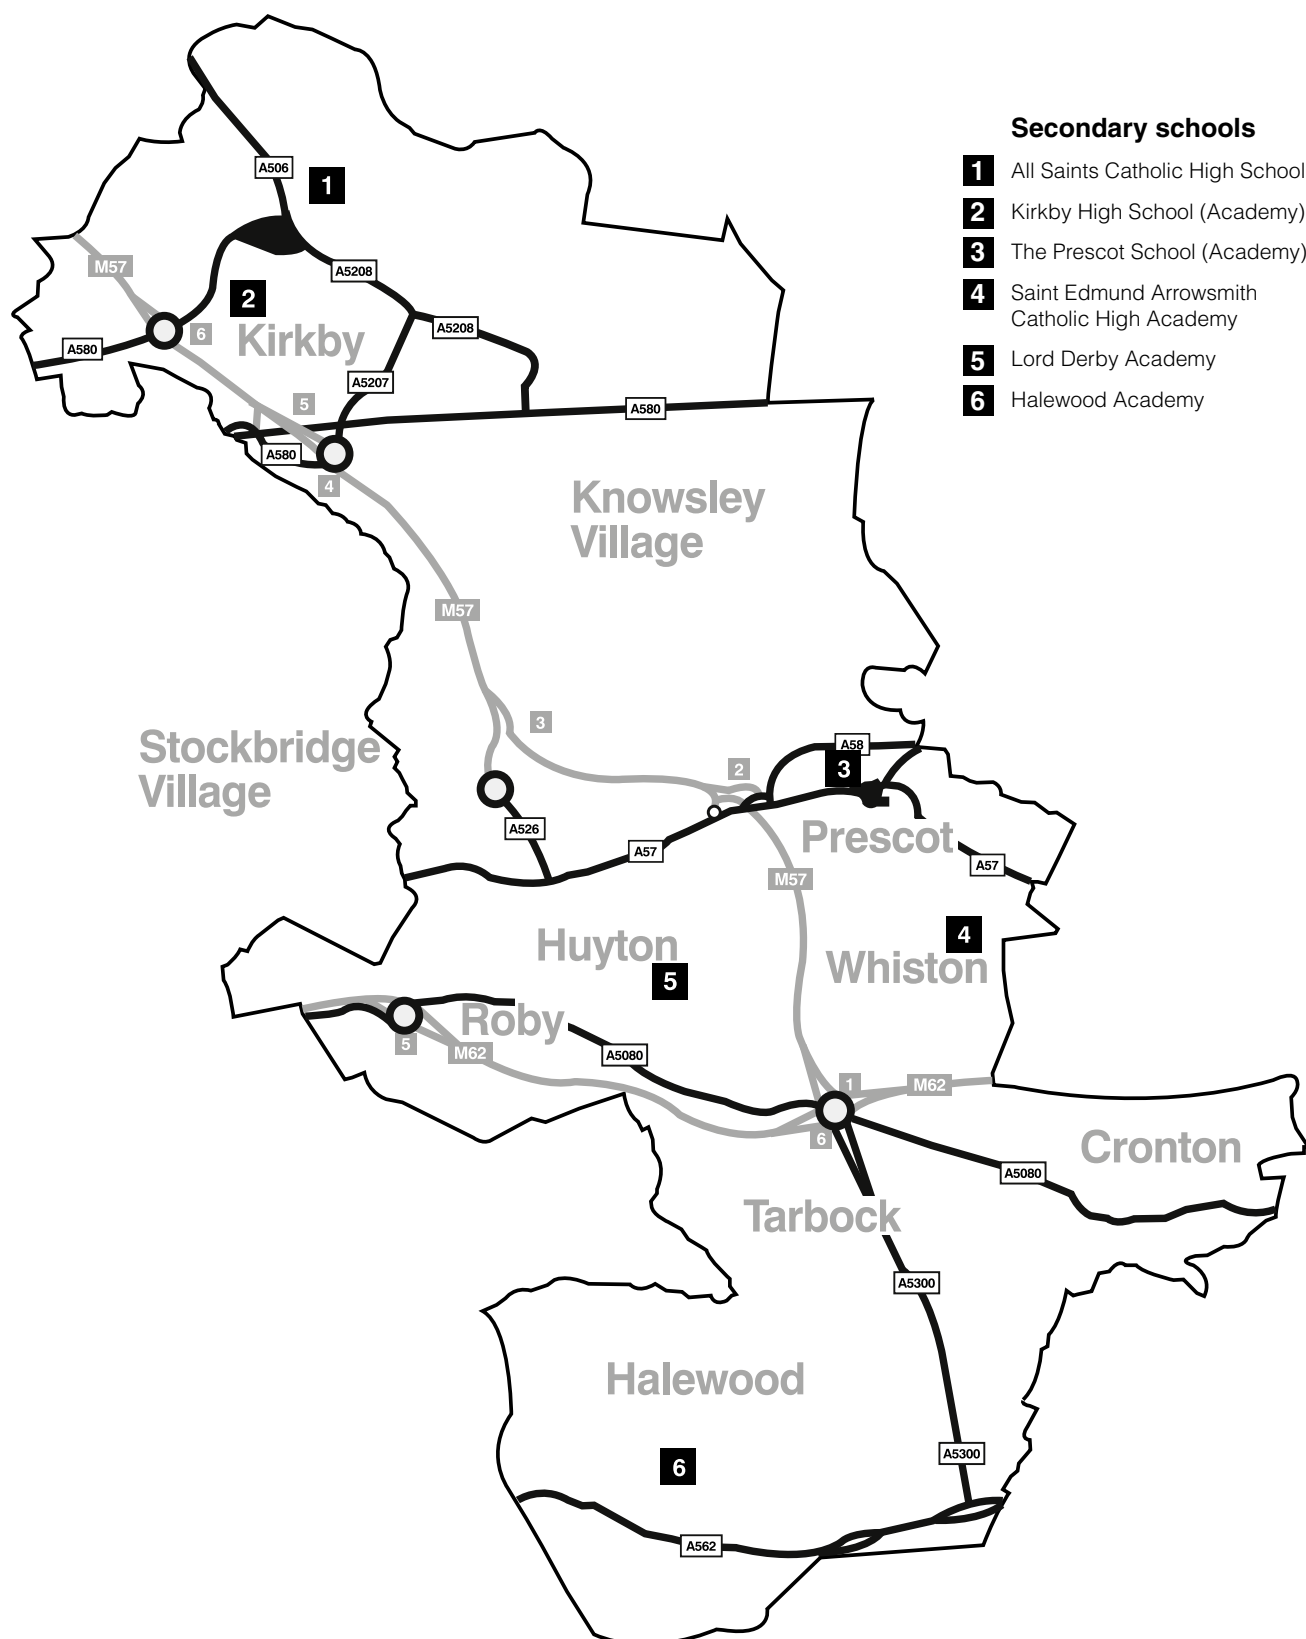 Secondary schools
1 All Saints Catholic High School
2 Kirkby High School (Academy)
3 The Prescot School (Academy)
4 Saint Edmund Arrowsmith
Catholic High Academy
5 Lord Derby Academy
6 Halewood Academy
A506
1
M57
A5208
2
6
Kirkby
A5208
A580
A5207
5
A580
A580
4
Knowsley
Village
M57
3
Stockbridge
Village
A58
2
3
A526
Prescot
A57
A57
M57
4
Huyton
Whiston
5
Roby
5
M62
A5080
1
M62
6
Cronton
A5080
Tarbock
A5300
Halewood
A5300
6
A562